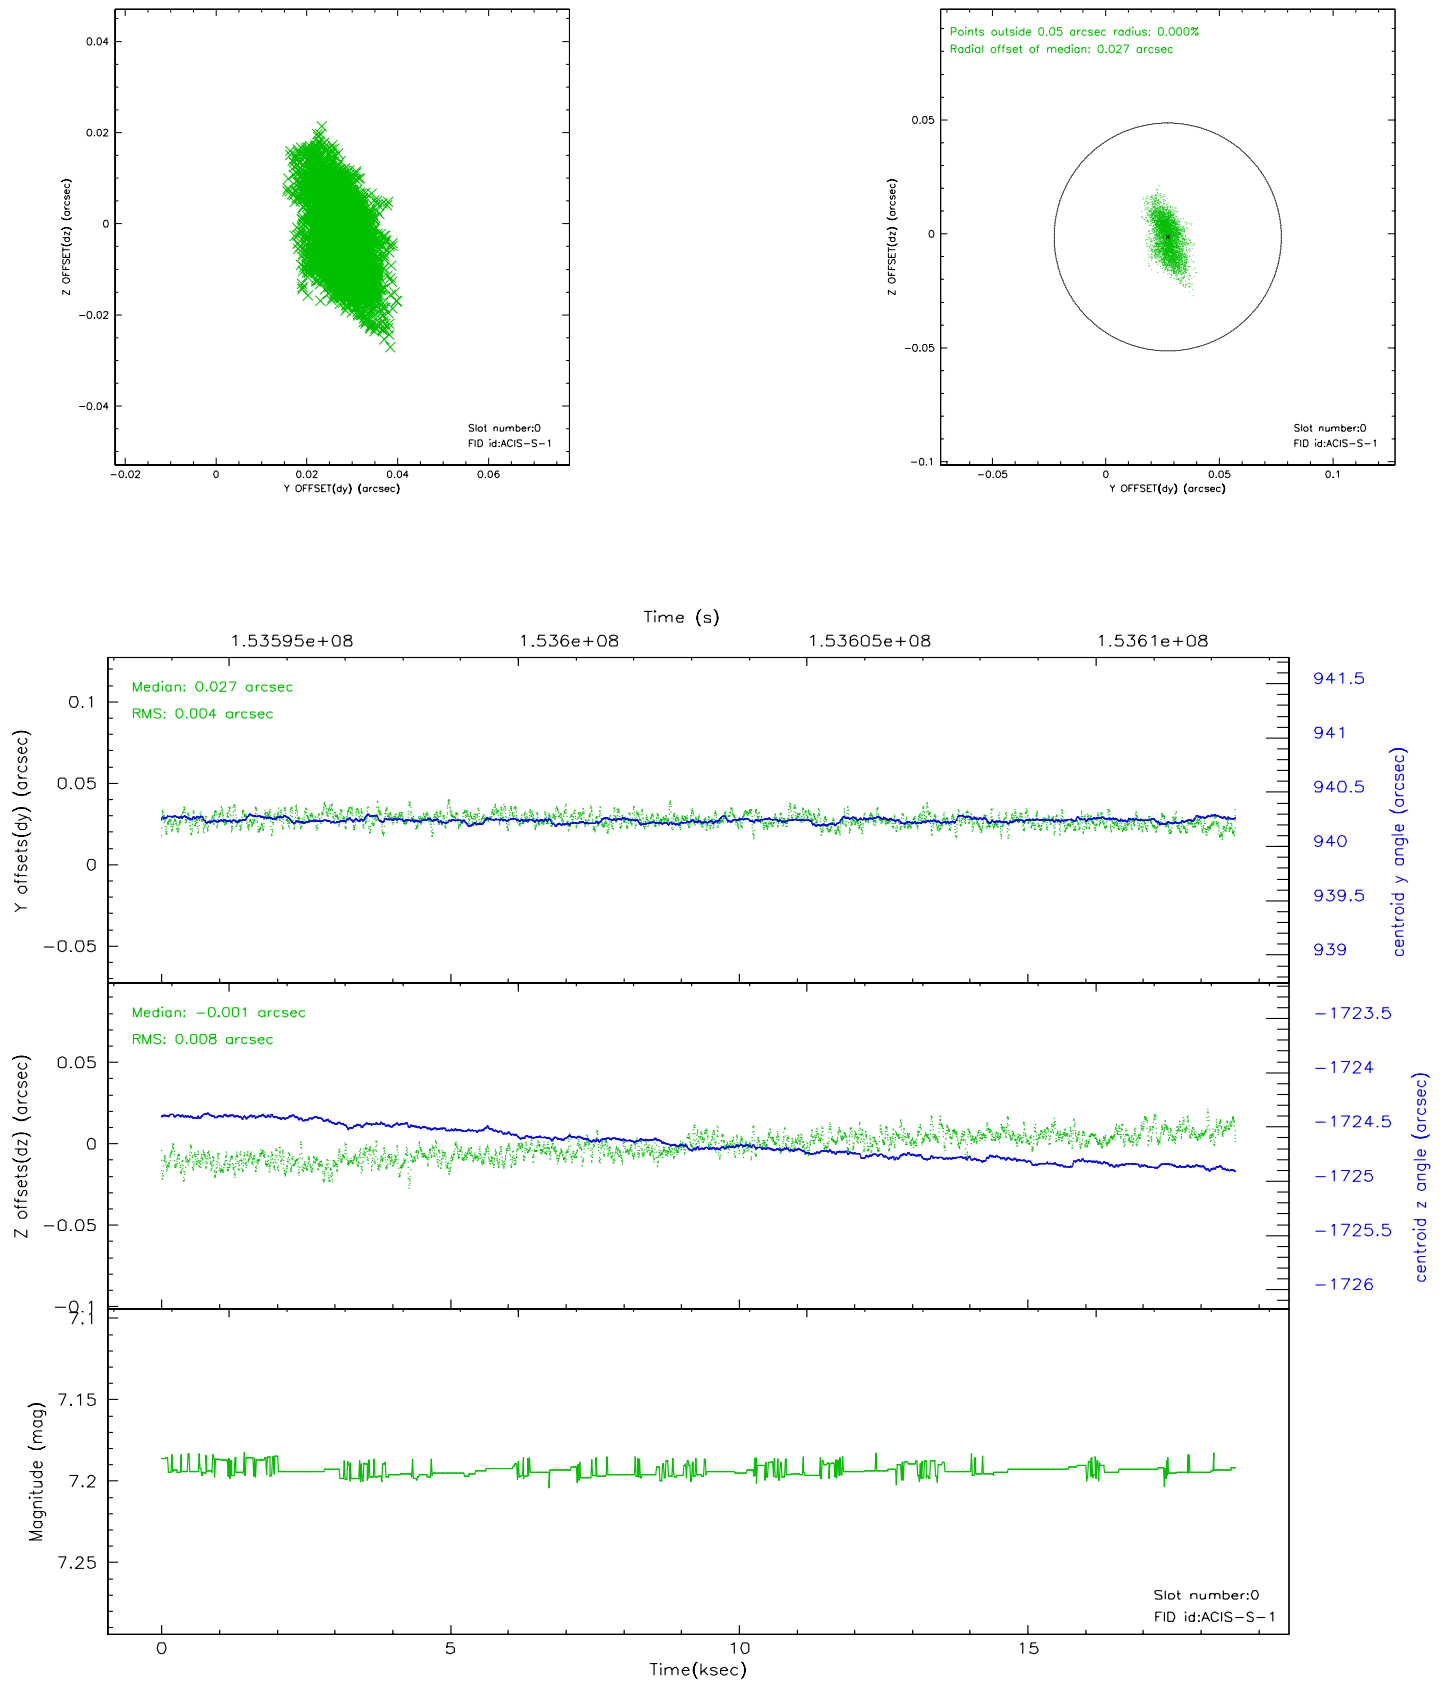 0.04
0.02
0
-0.02
-0.04
Z OFFSET(dz) (arcsec)
Slot number:0
FID id:ACIS-S-1
-0.02 0 0.02 0.04 0.06
Y OFFSET(dy) (arcsec)
Points outside 0.05 arcsec radius: 0.000%
Radial offset of median: 0.027 arcsec
0.05
0
-0.05
-0.1
Z OFFSET(dz) (arcsec)
Slot number:0
FID id:ACIS-S-1
-0.05 0 0.05 0.1
Y OFFSET(dy) (arcsec)
Time (s)
1.53595e+08 1.536e+08 1.53605e+08 1.5361e+08
Median: 0.027 arcsec
RMS: 0.004 arcsec
0.1
0.05
0
-0.05
Y offsets(dy) (arcsec)
941.5
941
940.5
940
939.5
939
centroid y angle (arcsec)
Median: -0.001 arcsec
RMS: 0.008 arcsec
0.05
0
-0.05
-0.1
Z offsets(dz) (arcsec)
-1723.5
-1724
-1724.5
-1725
-1725.5
-1726
centroid z angle (arcsec)
7.1
7.15
7.2
7.25
Magnitude (mag)
Slot number:0
FID id:ACIS-S-1
0 5 10 15
Time(ksec)